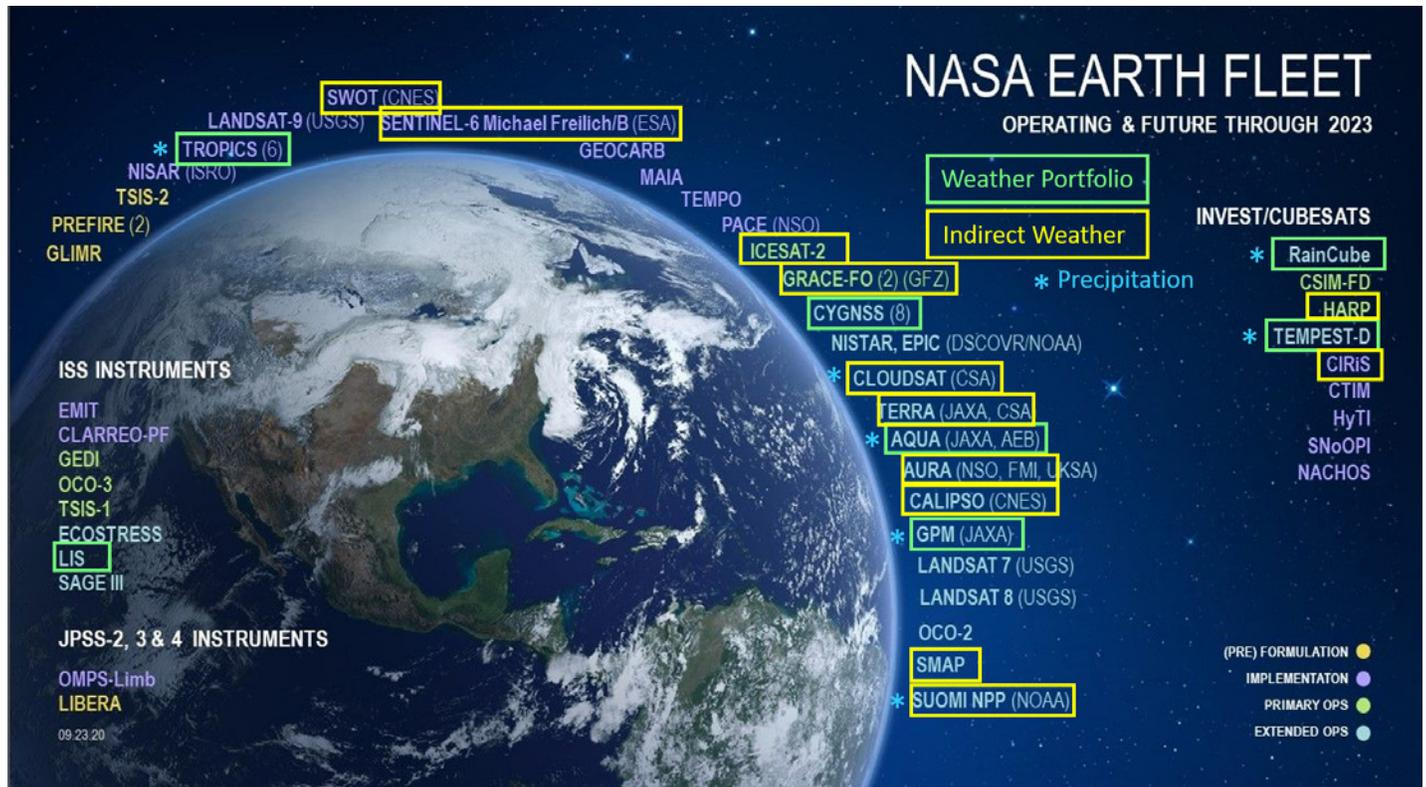 NASA EARTH FLEET
OPERATING & FUTURE THROUGH 2023
Weather Portfolio
Indirect Weather
* Precipitation
SWOT (CNES)
LANDSAT-9 (USGS)
SENTINEL-6 Michael Freilich/B (ESA)
* TROPICS (6)
GEOCARB
NISAR (ISRO)
MAIA
TSIS-2
TEMPO
PREFIRE (2)
PACE (NSO)
GLIMR
ICESAT-2
GRACE-FO (2) (GFZ)
CYGNSS (8)
NISTAR, EPIC (DSCOVR/NOAA)
* CLOUDSAT (CSA)
TERRA (JAXA, CSA
* AQUA (JAXA, AEB)
AURA (NSO, FMI, UKSA)
CALIPSO (CNES)
* GPM (JAXA)
LANDSAT 7 (USGS)
LANDSAT 8 (USGS)
OCO-2
SMAP
* SUOMI NPP (NOAA)
INVEST/CUBESATS
* RainCube
CSIM-FD
HARP
* TEMPEST-D
CIRiS
CTIM
HyTI
SNoOPI
NACHOS
ISS INSTRUMENTS
EMIT
CLARREO-PF
GEDI
OCO-3
TSIS-1
ECOSTRESS
LIS
SAGE III
JPSS-2, 3 & 4 INSTRUMENTS
OMPS-Limb
LIBERA
09.23.20
(PRE) FORMULATION
IMPLEMENTATON
PRIMARY OPS
EXTENDED OPS